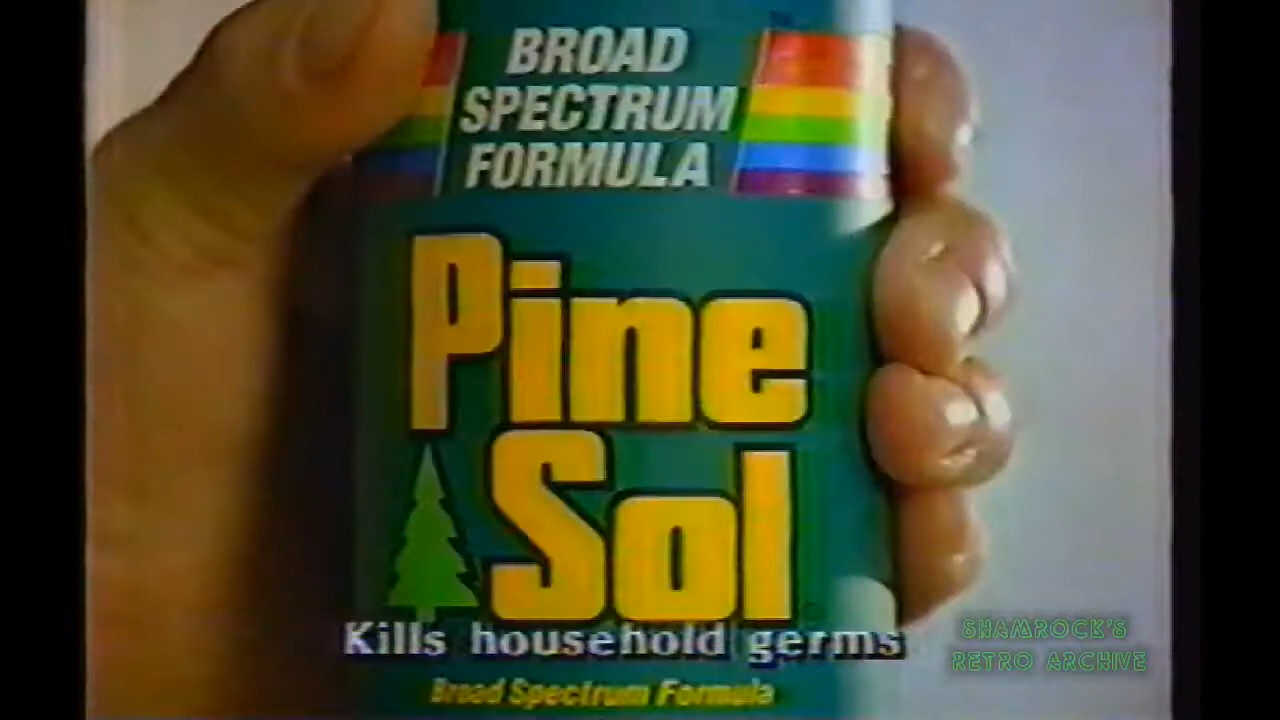 BROAD
SPECTRUM
FORMULA
Pine
Sol
Kills household germs
Broad Spectrum Formula
SHAMROCK'S
RETRO ARCHIVE